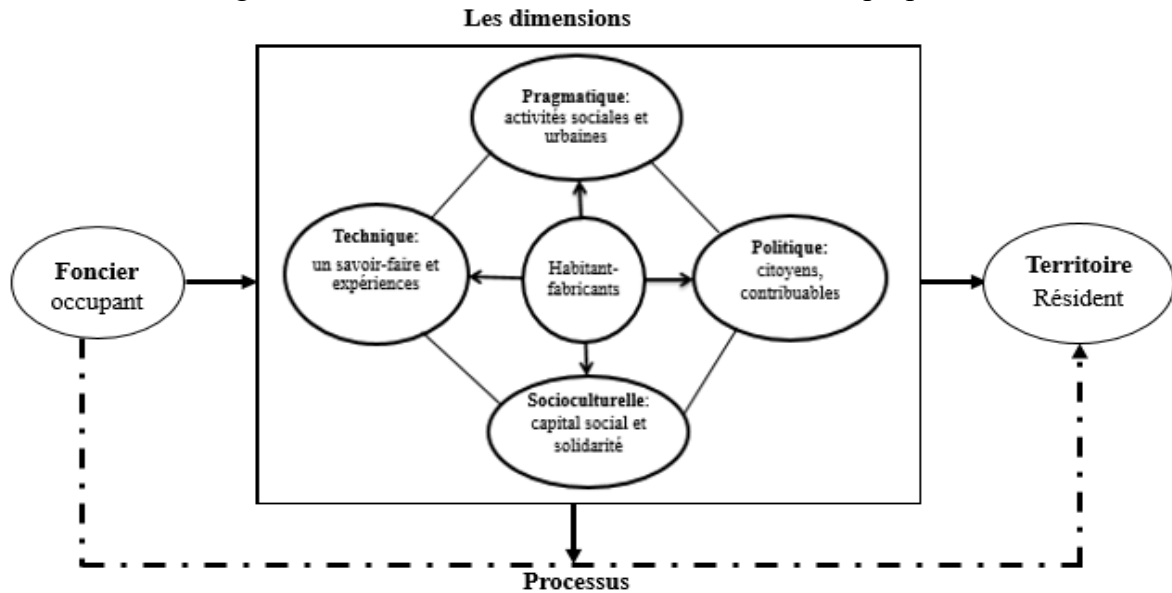 Les dimensions
Pragmatique:
activités sociales et
urbaines
Technique:
un savoir-faire et
expériences
Habitant-
fabricants
Politique:
citoyens,
contribuables
Socioculturelle:
capital social et
solidarité
Foncier
occupant
Territoire
Résident
Processus